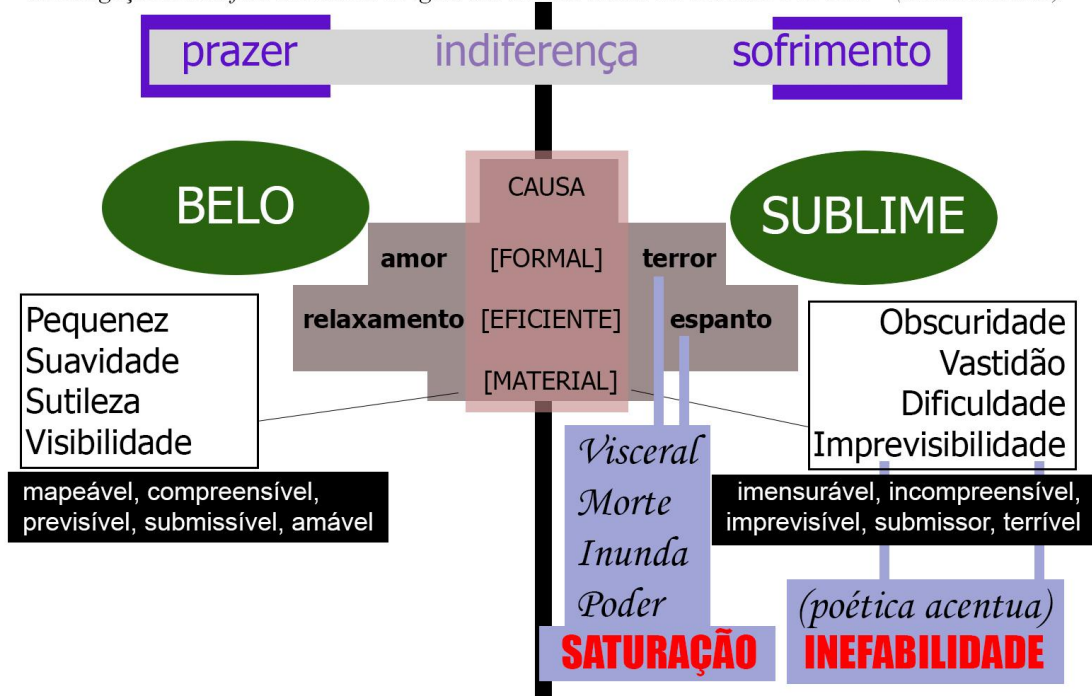 prazer indiferença sofrimento
BELO
CAUSA
SUBLIME
amor [FORMAL] terror
relaxamento [EFICIENTE] espanto
[MATERIAL]
Pequenez
Suavidade
Sutileza
Visibilidade
mapeável, compreensível,
previsível, submissível, amável
Obscuridade
Vastidão
Dificuldade
Imprevisibilidade
imensurável, incompreensível,
imprevisível, submissor, terrível
Visceral
Morte
Inunda
Poder
SATURAÇÃO
(poética acentua)
INEFABILIDADE